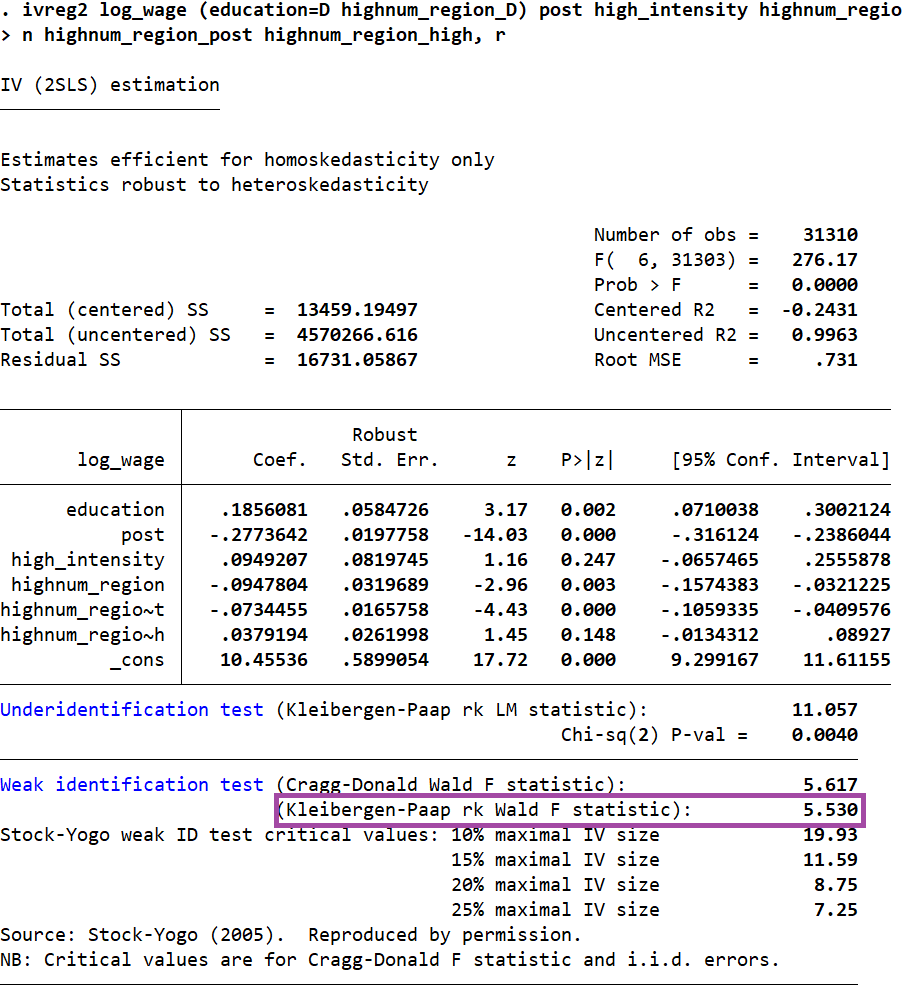 . ivreg2 log_wage (education=D highnum_region_D) post high_intensity highnum_regio
> n highnum_region_post highnum_region_high, r
IV (2SLS) estimation
Estimates efficient for homoskedasticity only
Statistics robust to heteroskedasticity
Number of obs = 31310
F( 6, 31303) = 276.17
Prob > F = 0.0000
Total (centered) SS = 13459.19497 Centered R2 = -0.2431
Total (uncentered) SS = 4570266.616 Uncentered R2 = 0.9963
Residual SS = 16731.05867 Root MSE = .731
Robust
log_wage Coef. Std. Err. z P>|z| [95% Conf. Interval]
education .1856081 .0584726 3.17 0.002 .0710038 .3002124
post -.2773642 .0197758 -14.03 0.000 -.316124 -.2386044
high_intensity .0949207 .0819745 1.16 0.247 -.0657465 .2555878
highnum_region -.0947804 .0319689 -2.96 0.003 -.1574383 -.0321225
highnum_regio~t -.0734455 .0165758 -4.43 0.000 -.1059335 -.0409576
highnum_regio~h .0379194 .0261998 1.45 0.148 -.0134312 .08927
_cons 10.45536 .5899054 17.72 0.000 9.299167 11.61155
Underidentification test (Kleibergen-Paap rk LM statistic): 11.057
Chi-sq(2) P-val = 0.0040
Weak identification test (Cragg-Donald Wald F statistic): 5.617
(Kleibergen-Paap rk Wald F statistic): 5.530
Stock-Yogo weak ID test critical values: 10% maximal IV size 19.93
15% maximal IV size 11.59
20% maximal IV size 8.75
25% maximal IV size 7.25
Source: Stock-Yogo (2005). Reproduced by permission.
NB: Critical values are for Cragg-Donald F statistic and i.i.d. errors.